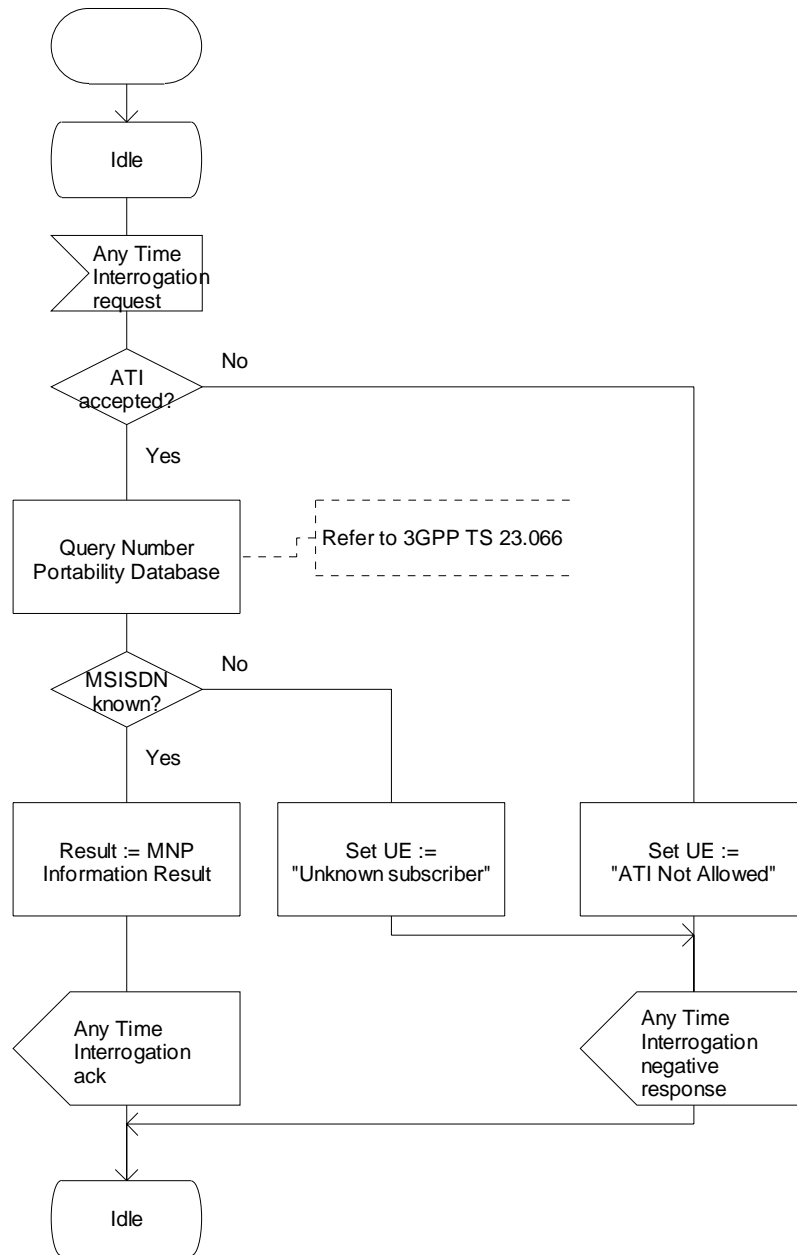 Idle
Any Time
Interrogation
request
ATI
accepted?
No
Yes
Query Number
Portability Database
Refer to 3GPP TS 23.066
MSISDN
known?
No
Yes
Result := MNP
Information Result
Set UE :=
"Unknown subscriber"
Set UE :=
"ATI Not Allowed"
Any Time
Interrogation
ack
Any Time
Interrogation
negative
response
Idle